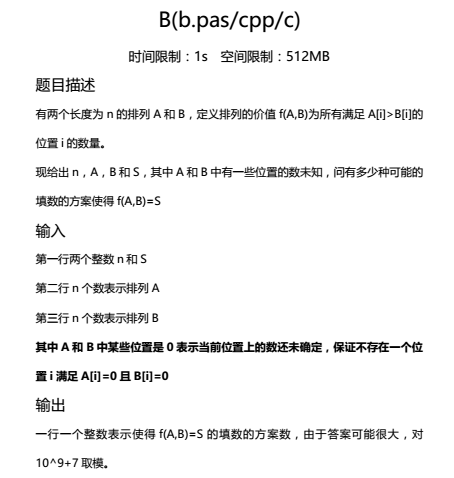 B(b.pas/cpp/c)
时间限制：1s 空间限制：512MB
题目描述
有两个长度为 n 的排列 A 和 B，定义排列的价值 f(A,B)为所有满足 A[i]>B[i]的
位置 i 的数量。
现给出 n，A，B 和 S，其中 A 和 B 中有一些位置的数未知，问有多少种可能的
填数的方案使得 f(A,B)=S
输入
第一行两个整数 n 和 S
第二行 n 个数表示排列 A
第三行 n 个数表示排列 B
其中 A 和 B 中某些位置是 0 表示当前位置上的数还未确定，保证不存在一个位
置 i 满足 A[i]=0 且 B[i]=0
输出
一行一个整数表示使得 f(A,B)=S 的填数的方案数，由于答案可能很大，对
10^9+7 取模。